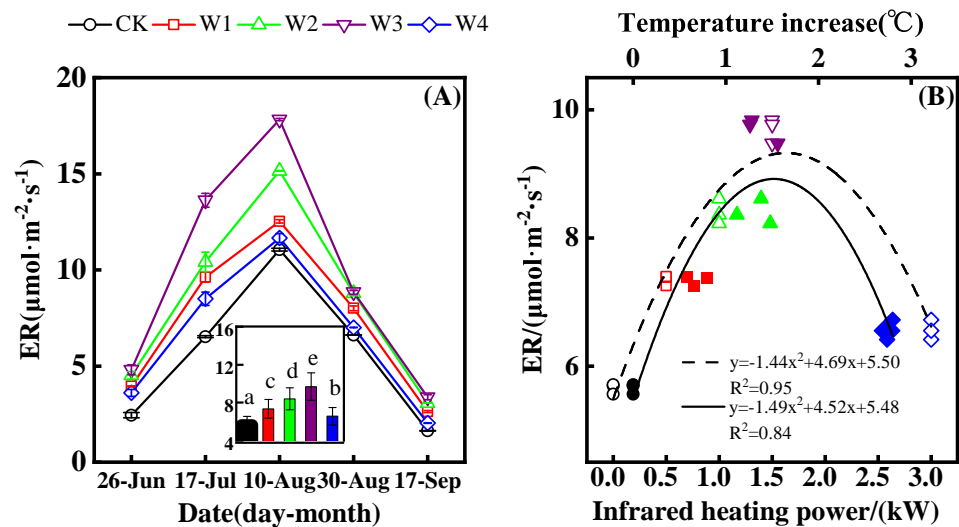 CK W1 W2 W3 W4
(A)
ER(μmol·m⁻²·s⁻¹)
20
15
10
5
0
16
12
8
4
a c d e b
26-Jun 17-Jul 10-Aug 30-Aug 17-Sep
Date(day-month)
Temperature increase(℃)
0 1 2 3
(B)
ER/(μmol·m⁻²·s⁻¹)
10
8
6
y=-1.44x²+4.69x+5.50
R²=0.95
y=-1.49x²+4.52x+5.48
R²=0.84
0.0 0.5 1.0 1.5 2.0 2.5 3.0
Infrared heating power/(kW)